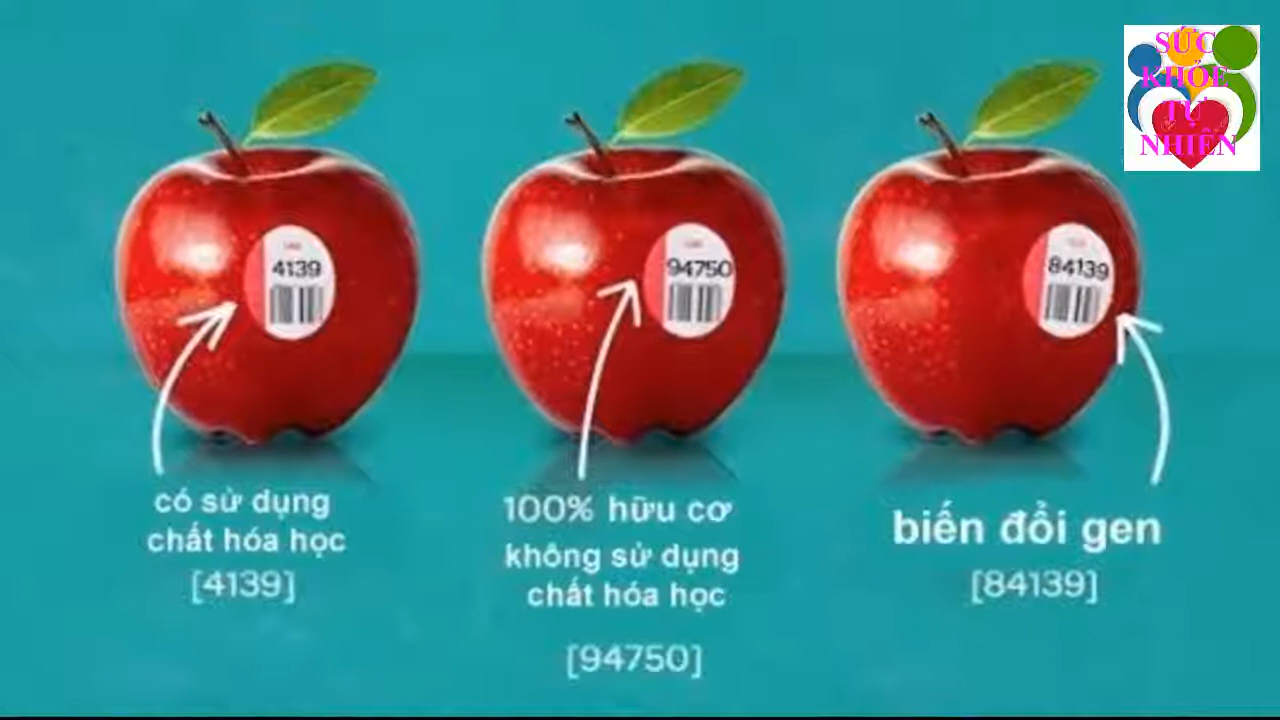 SỨC
KHỎE
TỰ
NHIÊN
4139
94750
84139
có sử dụng
chất hóa học
[4139]
100% hữu cơ
không sử dụng
chất hóa học
[94750]
biến đổi gen
[84139]